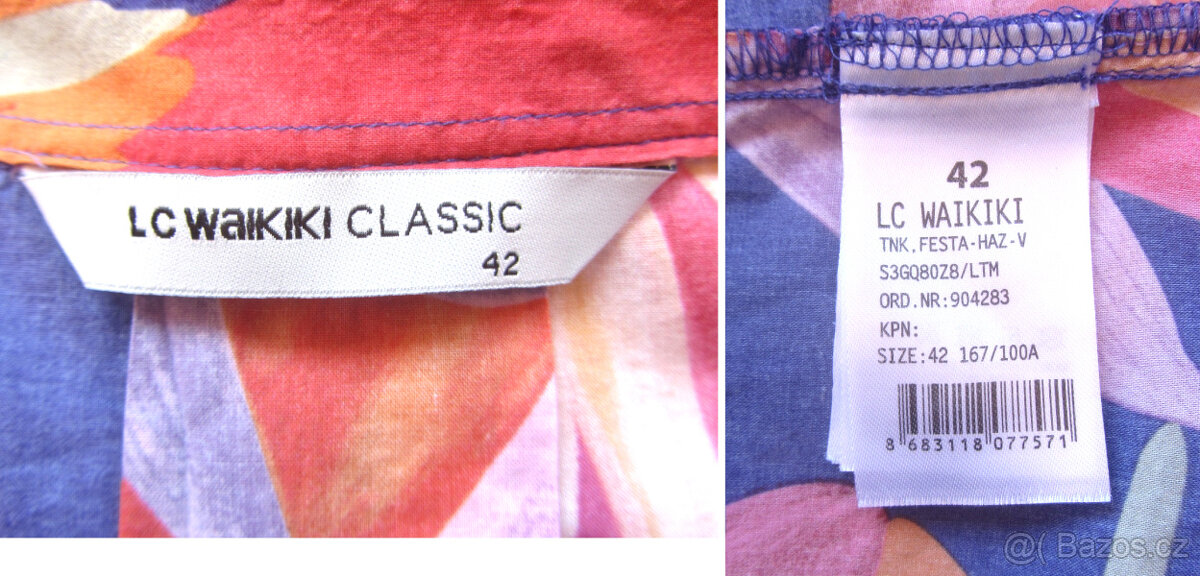 LC WAIKIKI CLASSIC
42
42
LC WAIKIKI
TNK.FESTA-HAZ-V
S3GQ80Z8/LTM
ORD.NR:904283
KPN:
SIZE:42 167/100A
8 683118 077571
@( Bazoš.cz